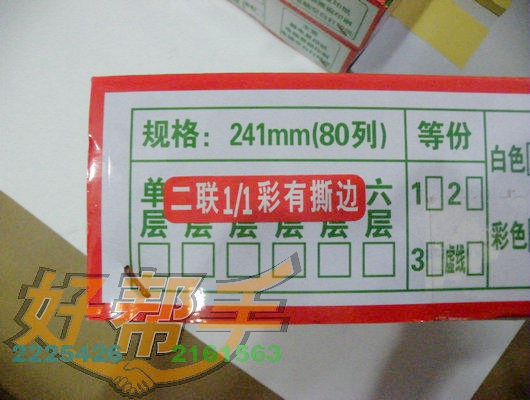 规格：241mm(80列) 等份
白色
二联1/1彩有撕边
单 六
层 层 层 层 层 层
1 2
彩色
3 虚线
好帮手
2225426 2161563